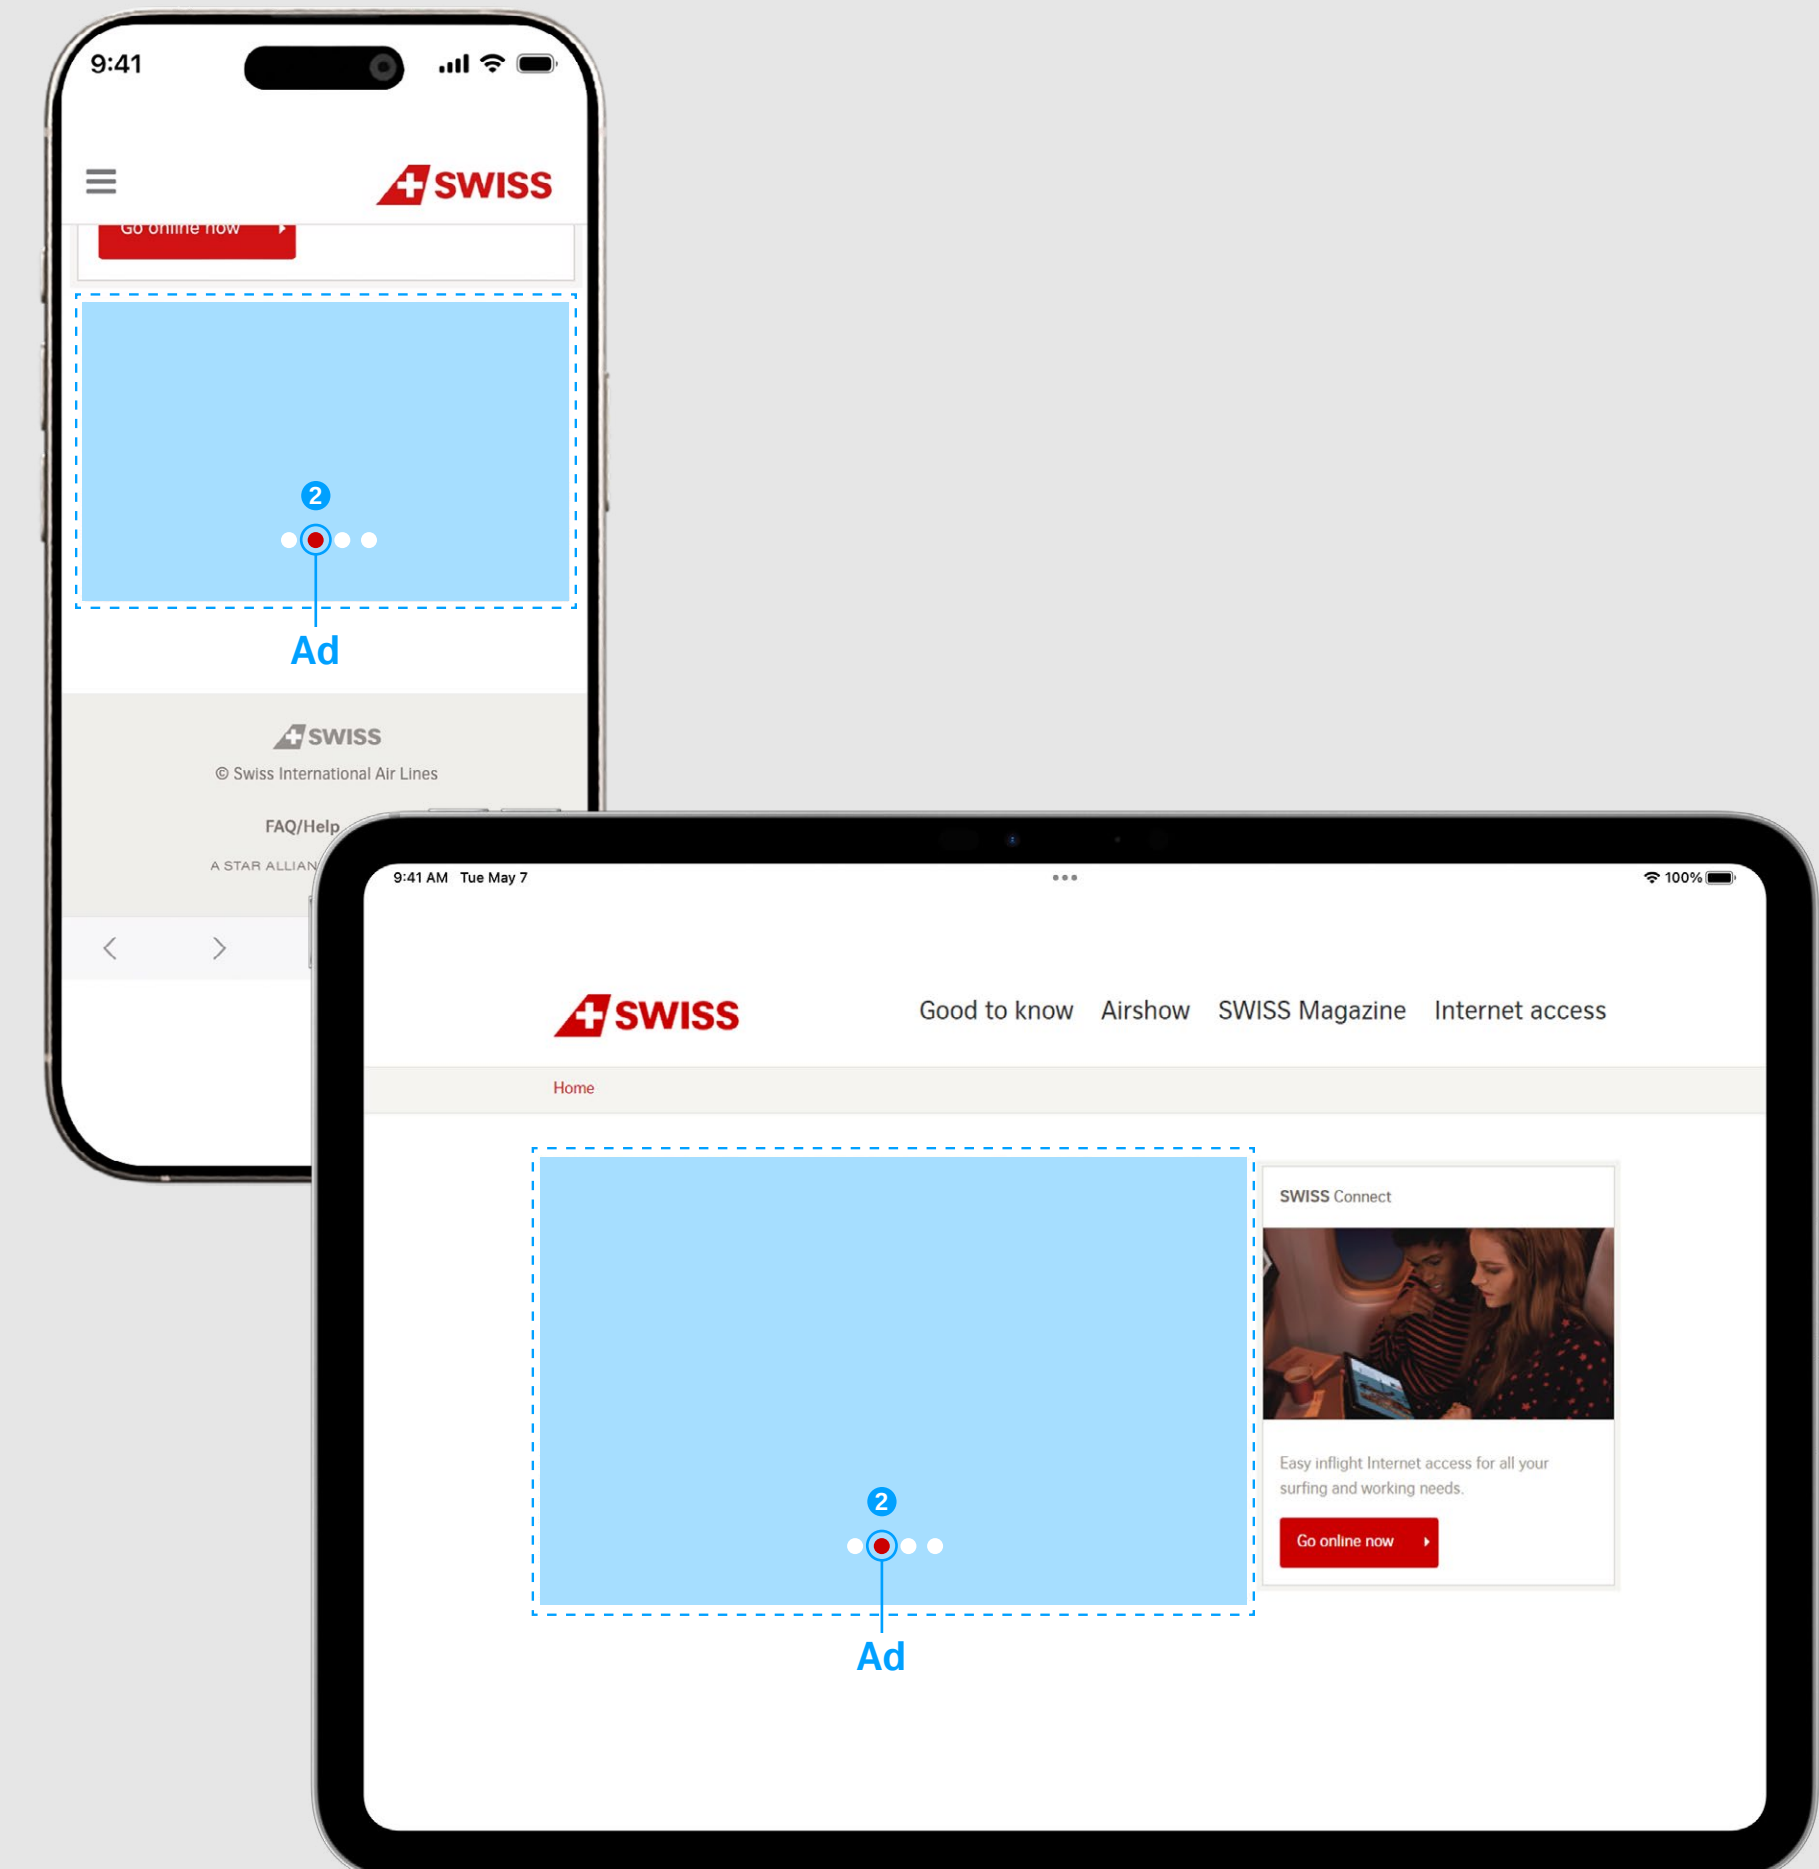 9:41
SWISS
Go online now
2
Ad
SWISS
© Swiss International Air Lines
FAQ/Help
A STAR ALLIAN
9:41 AM Tue May 7
100%
SWISS
Good to know Airshow SWISS Magazine Internet access
Home
SWISS Connect
Easy inflight Internet access for all your
surfing and working needs.
Go online now
2
Ad